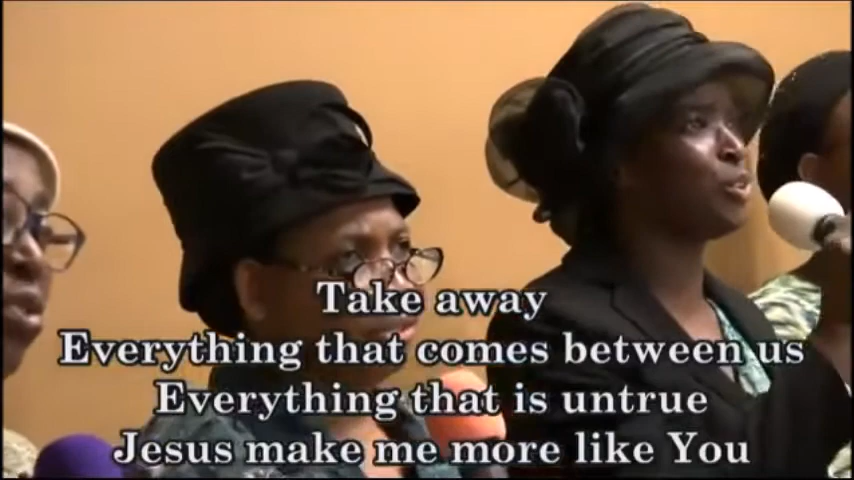 Take away
Everything that comes between us
Everything that is untrue
Jesus make me more like You